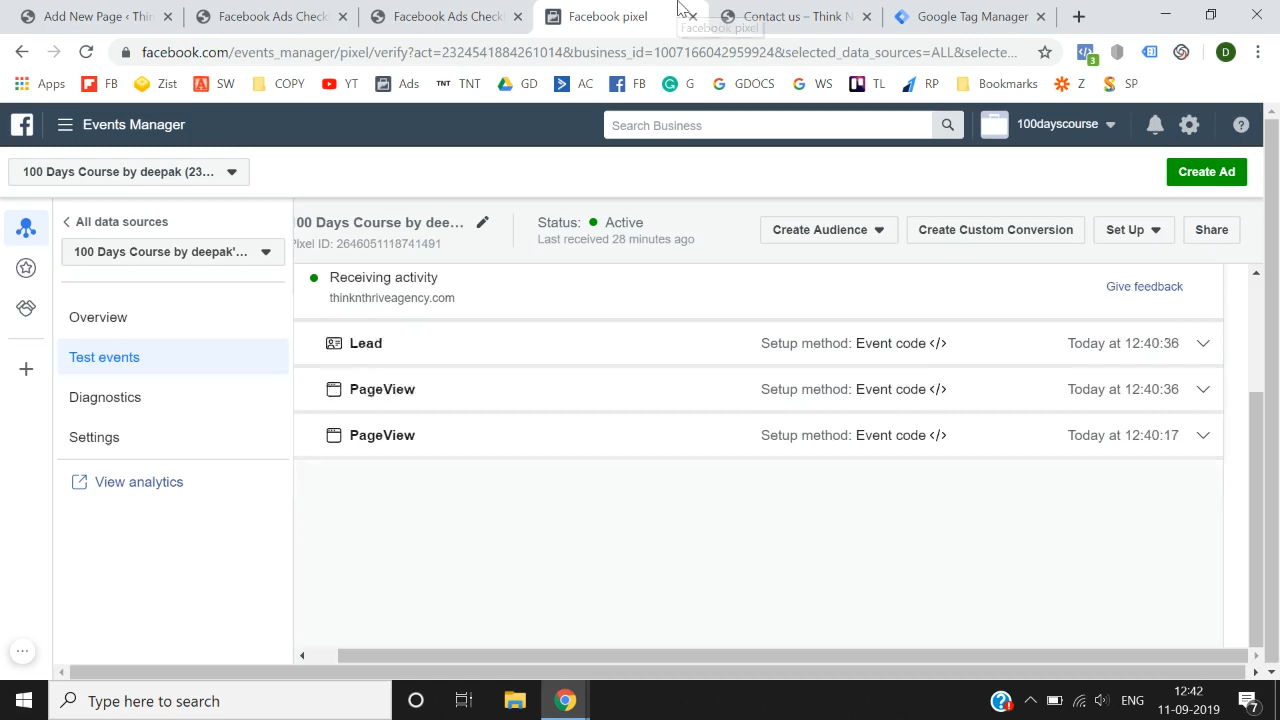 Add New Page ‹ Thin
Facebook Ads Check
Facebook Ads Check
Facebook pixel
Contact us – Think N
Google Tag Manager
Facebook pixel
facebook.com/events_manager/pixel/verify?act=2324541884261014&business_id=1007166042959924&selected_data_sources=ALL&selecte...
3
D
Apps
FB
Zist
SW
COPY
YT
Ads
TNT
TNT
GD
AC
FB
G
GDOCS
WS
TL
RP
Bookmarks
Z
SP
Events Manager
Search Business
100dayscourse
100 Days Course by deepak (23...
Create Ad
All data sources
100 Days Course by deepak'...
Overview
Test events
Diagnostics
Settings
View analytics
00 Days Course by dee...
Pixel ID: 2646051118741491
Status: Active
Last received 28 minutes ago
Create Audience
Create Custom Conversion
Set Up
Share
Receiving activity
thinknthriveagency.com
Give feedback
Lead
Setup method: Event code </>
Today at 12:40:36
PageView
Setup method: Event code </>
Today at 12:40:36
PageView
Setup method: Event code </>
Today at 12:40:17
Type here to search
ENG
12:42
11-09-2019
7